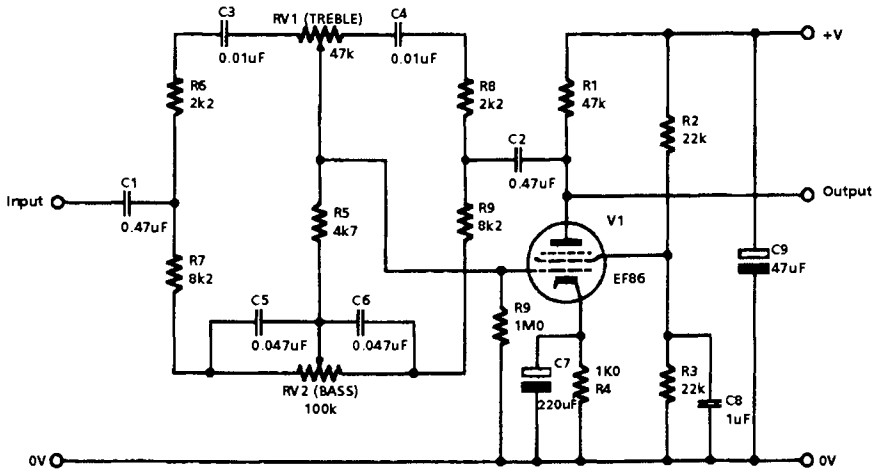 C3
0.01uF
RV1 (TREBLE)
47k
C4
0.01uF
+V
R6
2k2
R8
2k2
R1
47k
R2
22k
C2
0.47uF
C1
0.47uF
Input
Output
R5
4k7
R9
8k2
V1
EF86
R7
8k2
C9
47uF
C5
0.047uF
C6
0.047uF
R9
1M0
RV2 (BASS)
100k
C7
220uF
1K0
R4
R3
22k
C8
1uF
0V
0V